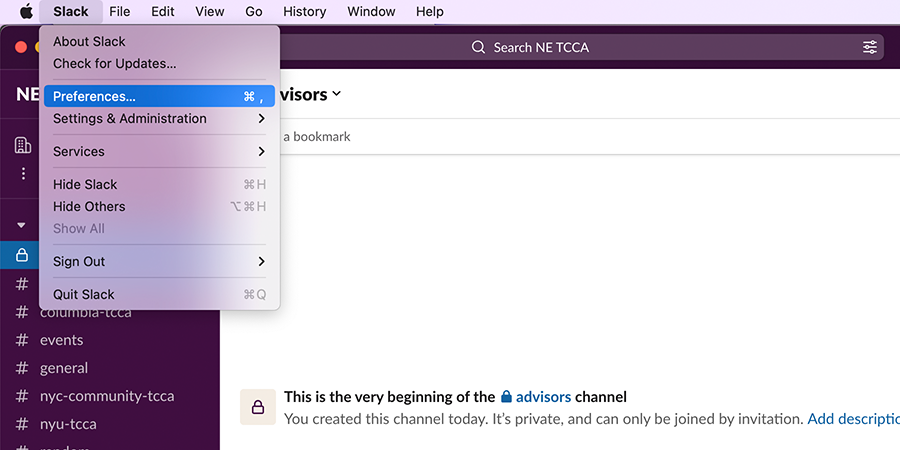 Slack File Edit View Go History Window Help
Search NE TCCA
About Slack
Check for Updates...
Preferences... ⌘ ,
Settings & Administration
Services
Hide Slack ⌘H
Hide Others ⌥⌘H
Show All
Sign Out
Quit Slack ⌘Q
NE
visors
a bookmark
# columbia-tcca
# events
# general
# nyc-community-tcca
# nyu-tcca
This is the very beginning of the advisors channel
You created this channel today. It’s private, and can only be joined by invitation. Add descriptio